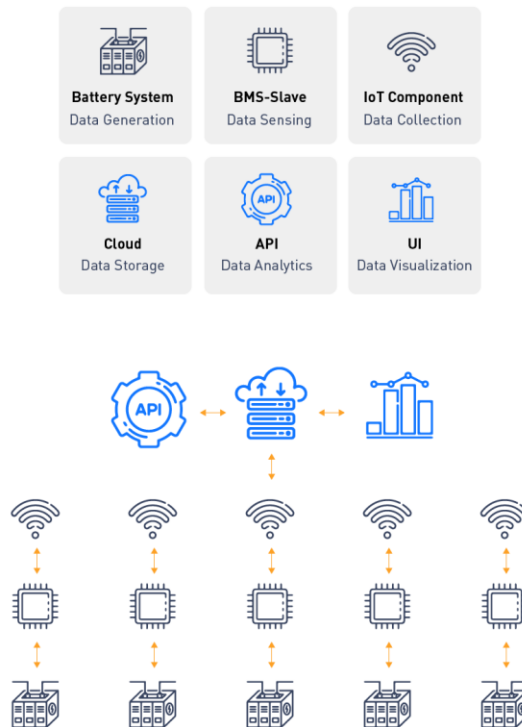 Battery System
Data Generation
BMS-Slave
Data Sensing
IoT Component
Data Collection
API
Cloud
Data Storage
API
Data Analytics
UI
Data Visualization
API